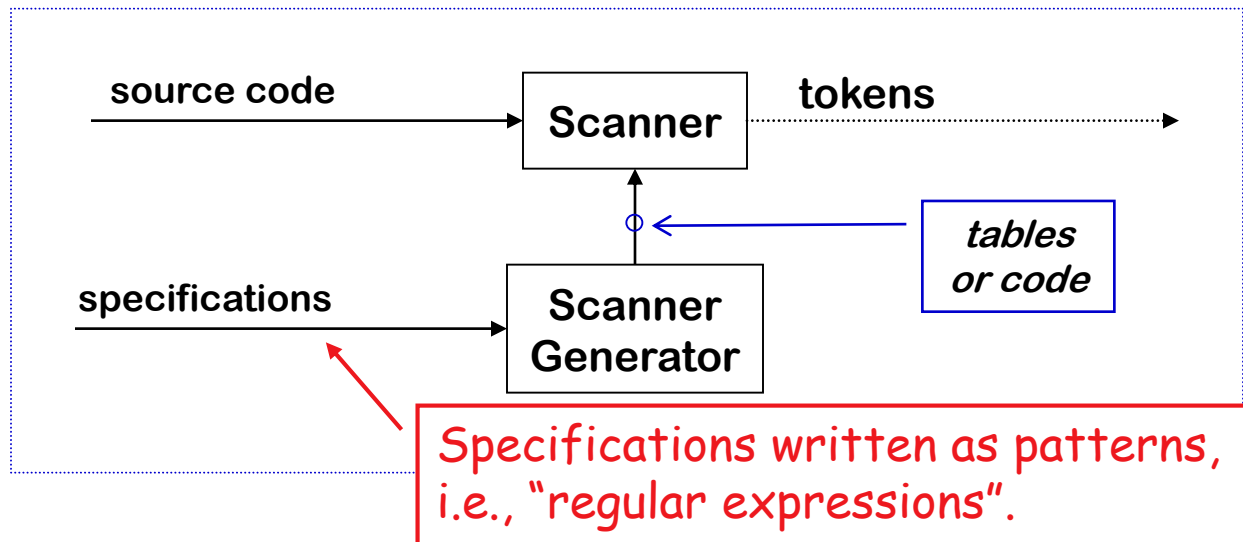 source code
Scanner
tokens
tables
or code
specifications
Scanner
Generator
Specifications written as patterns,
i.e., “regular expressions”.